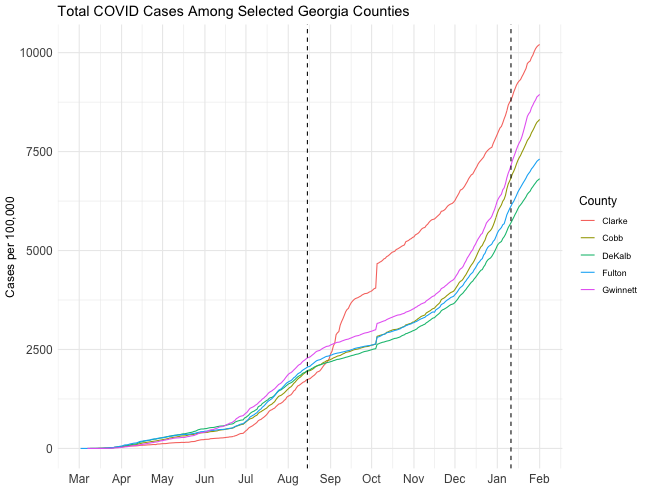 Total COVID Cases Among Selected Georgia Counties
Cases per 100,000
10000
7500
5000
2500
0
Mar Apr May Jun Jul Aug Sep Oct Nov Dec Jan Feb
County
Clarke
Cobb
DeKalb
Fulton
Gwinnett